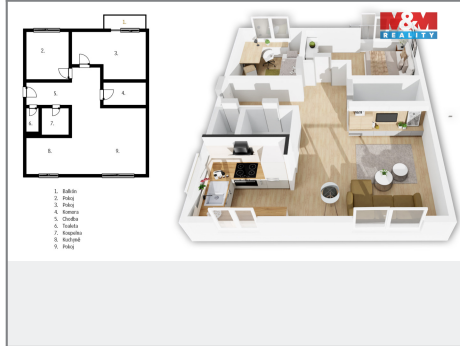 M&M
REALITY
1.
2.
3.
5.
4.
6.
7.
8.
9.
1. Balkón
2. Pokoj
3. Pokoj
4. Komora
5. Chodba
6. Toaleta
7. Koupelna
8. Kuchyně
9. Pokoj